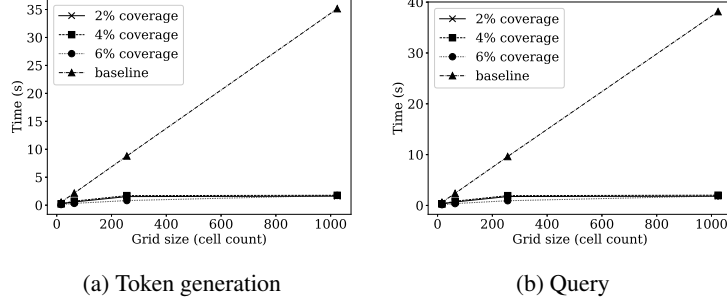 35
30
25
20
15
10
5
0
Time (s)
2% coverage
4% coverage
6% coverage
baseline
0 200 400 600 800 1000
Grid size (cell count)
(a) Token generation
40
30
20
10
0
Time (s)
2% coverage
4% coverage
6% coverage
baseline
0 200 400 600 800 1000
Grid size (cell count)
(b) Query